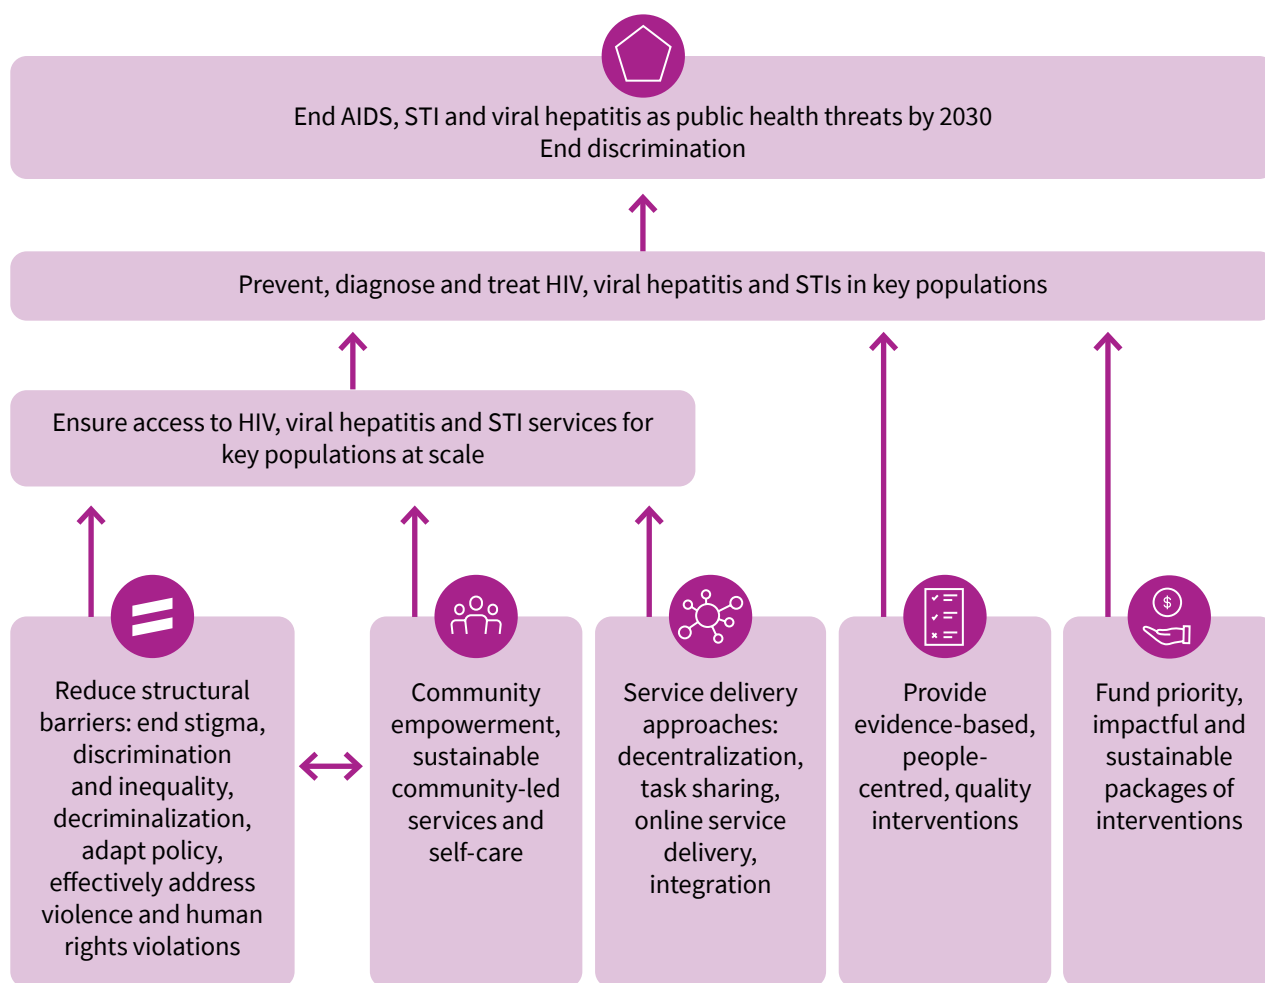 End AIDS, STI and viral hepatitis as public health threats by 2030
End discrimination
Prevent, diagnose and treat HIV, viral hepatitis and STIs in key populations
Ensure access to HIV, viral hepatitis and STI services for
key populations at scale
Reduce structural
barriers: end stigma,
discrimination
and inequality,
decriminalization,
adapt policy,
effectively address
violence and human
rights violations
Community
empowerment,
sustainable
community-led
services and
self-care
Service delivery
approaches:
decentralization,
task sharing,
online service
delivery,
integration
Provide
evidence-based,
people-
centred, quality
interventions
$
Fund priority,
impactful and
sustainable
packages of
interventions